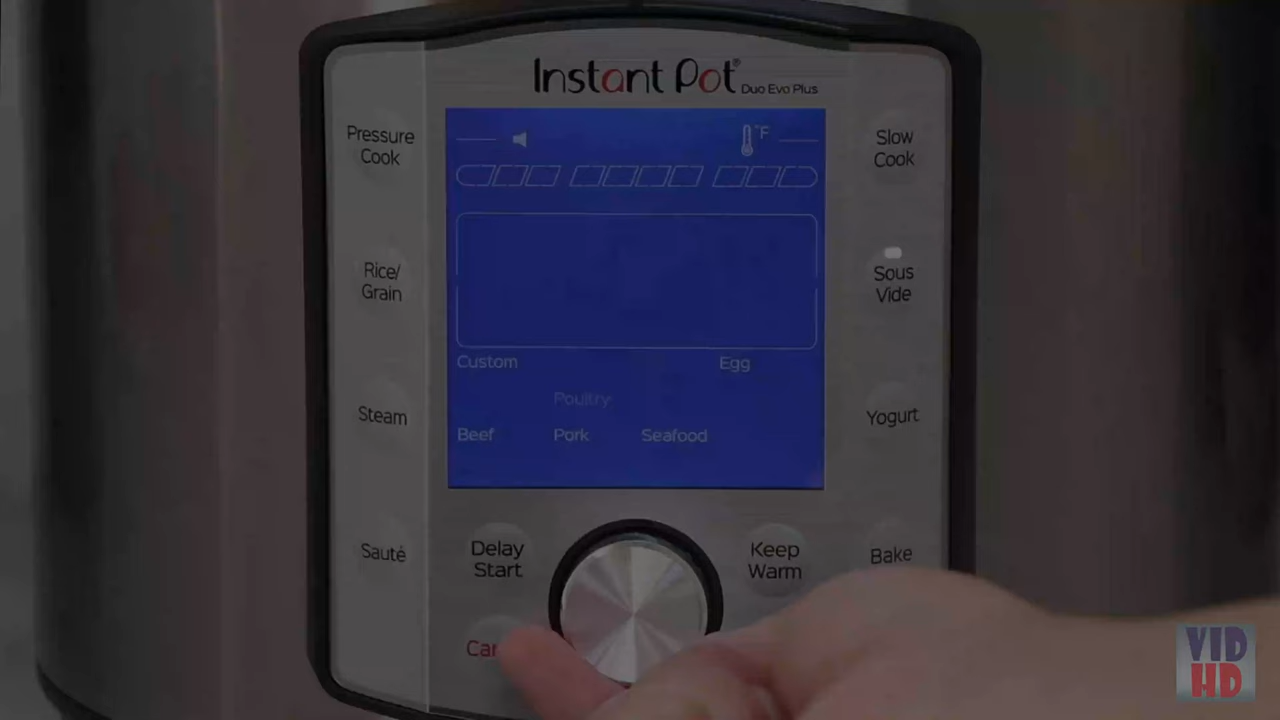 Instant Pot® Duo Evo Plus
Pressure
Cook
°F
Slow
Cook
Rice/
Grain
Sous
Vide
Custom
Egg
Poultry
Steam
Beef
Pork
Seafood
Yogurt
Sauté
Delay
Start
Keep
Warm
Bake
VID
HD